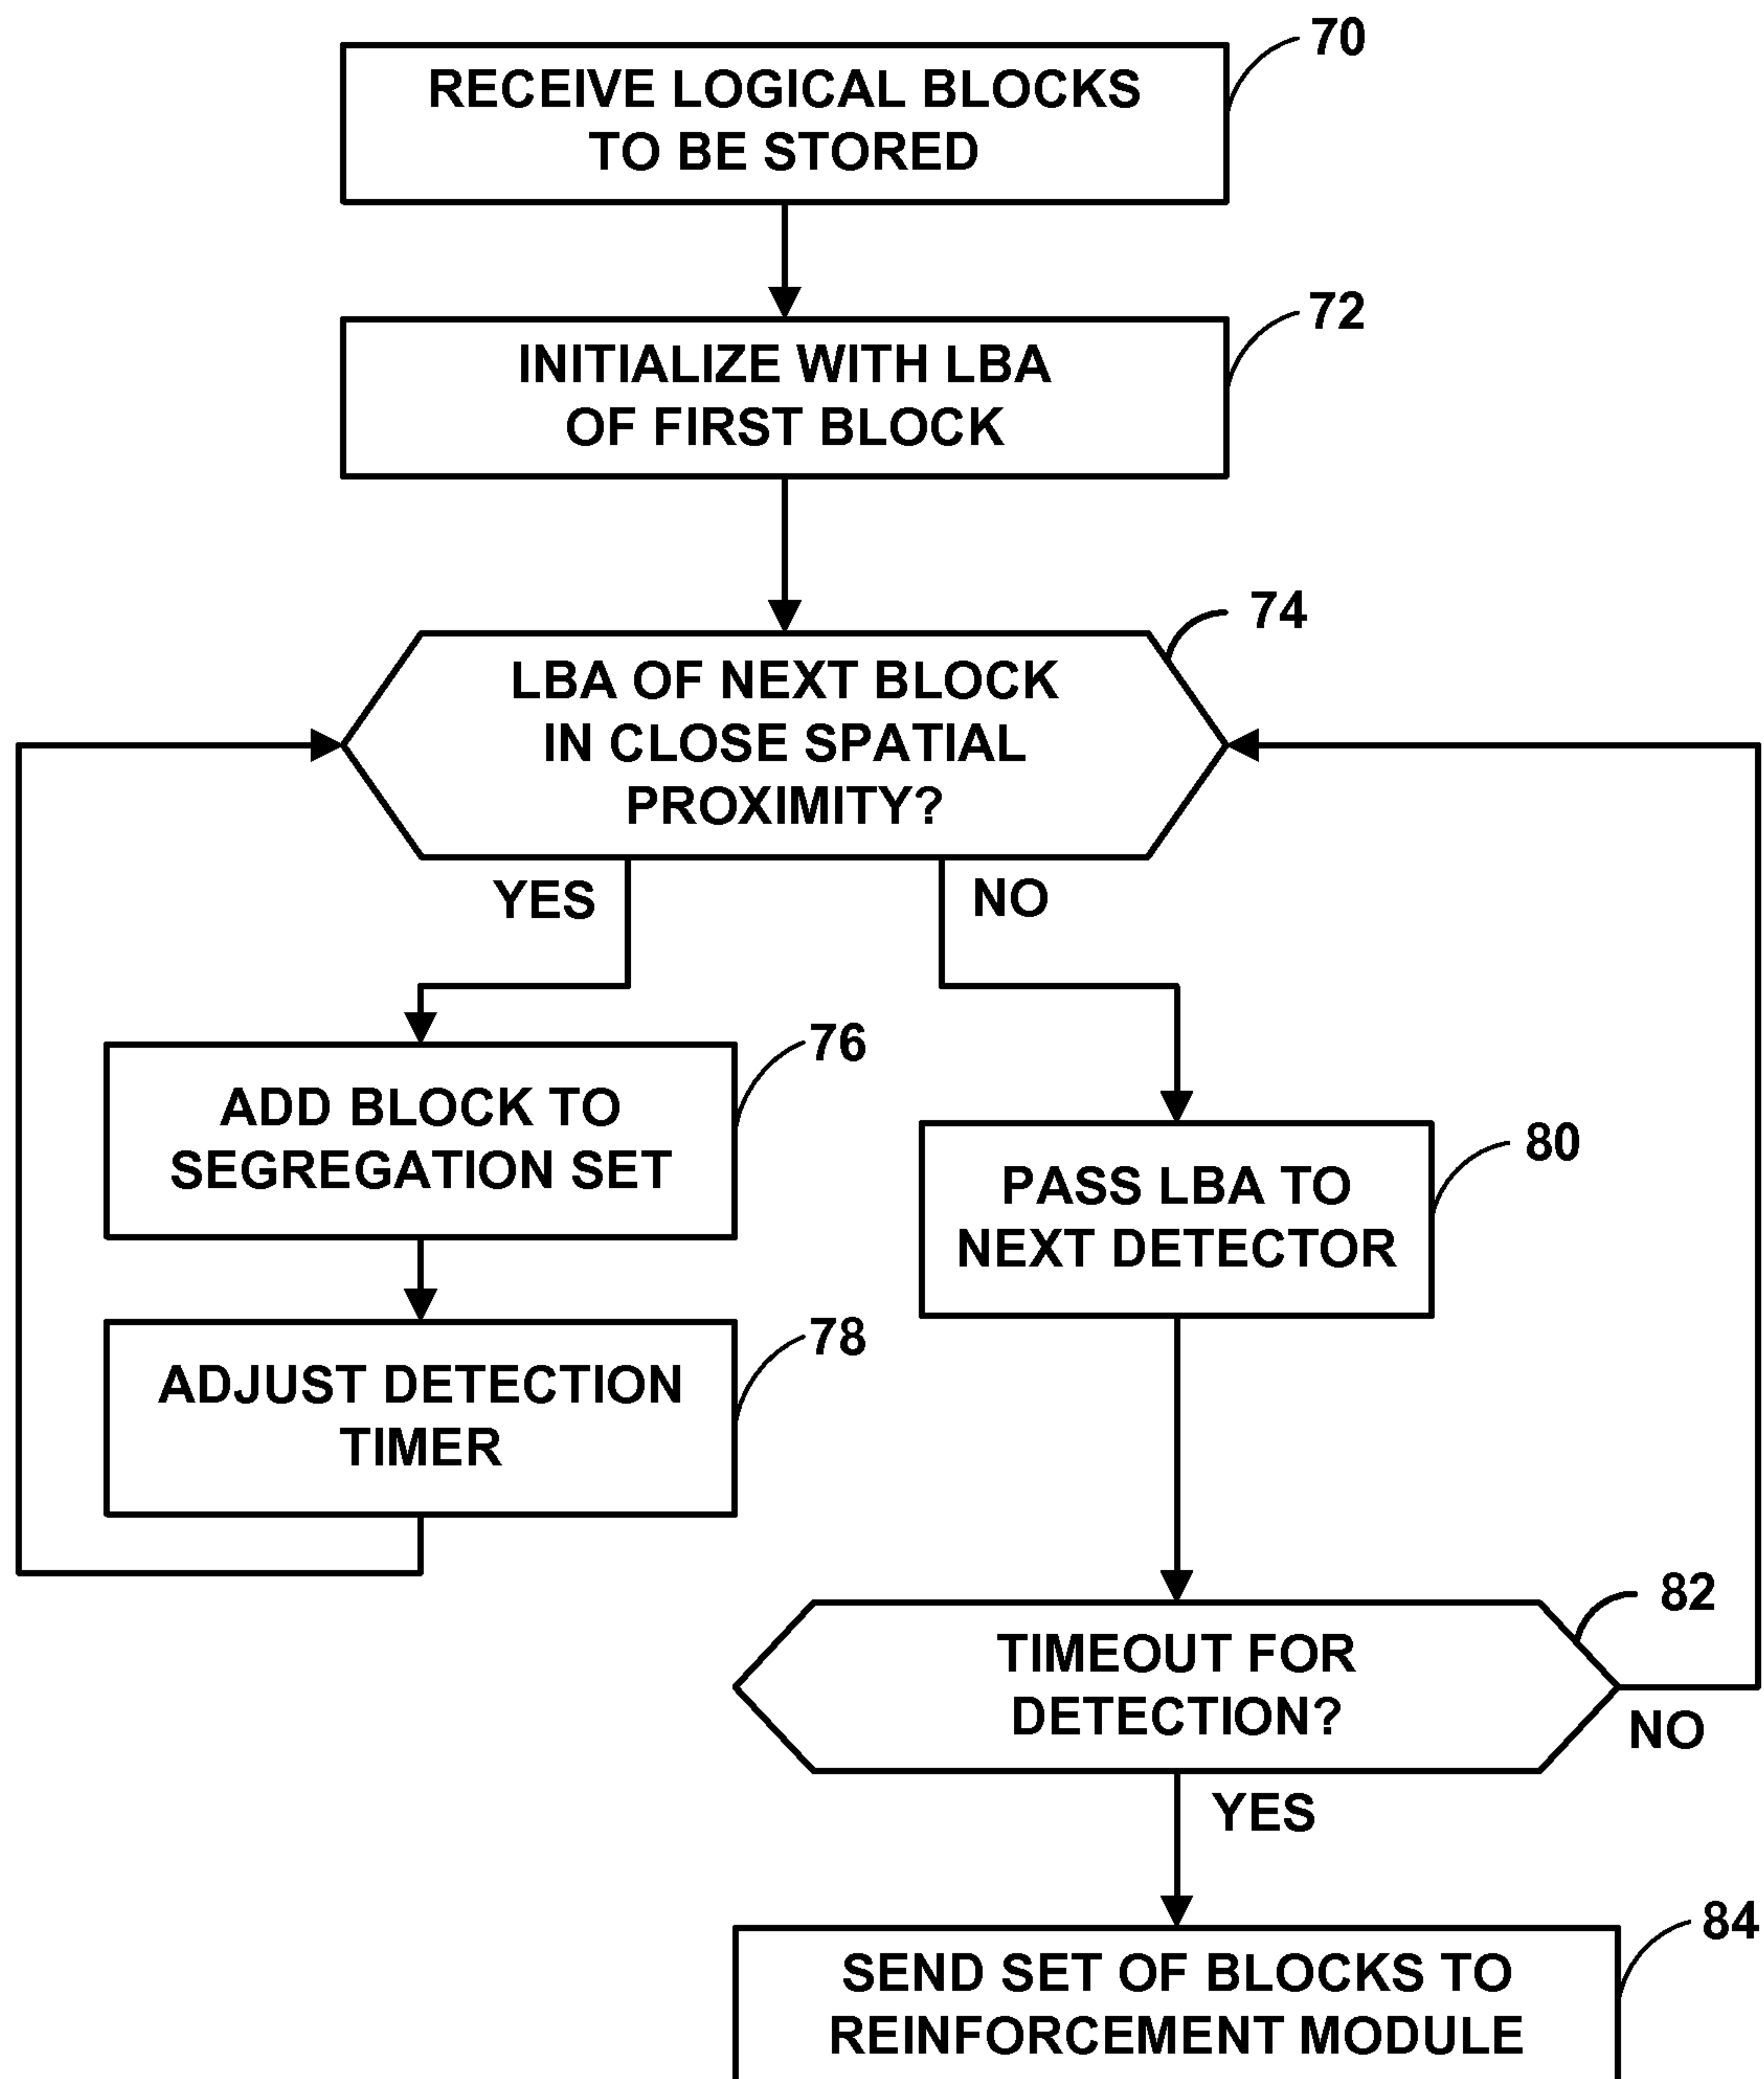 70
RECEIVE LOGICAL BLOCKS
TO BE STORED
72
INITIALIZE WITH LBA
OF FIRST BLOCK
74
LBA OF NEXT BLOCK
IN CLOSE SPATIAL
PROXIMITY?
YES
NO
76
ADD BLOCK TO
SEGREGATION SET
78
ADJUST DETECTION
TIMER
80
PASS LBA TO
NEXT DETECTOR
82
TIMEOUT FOR
DETECTION?
NO
YES
84
SEND SET OF BLOCKS TO
REINFORCEMENT MODULE